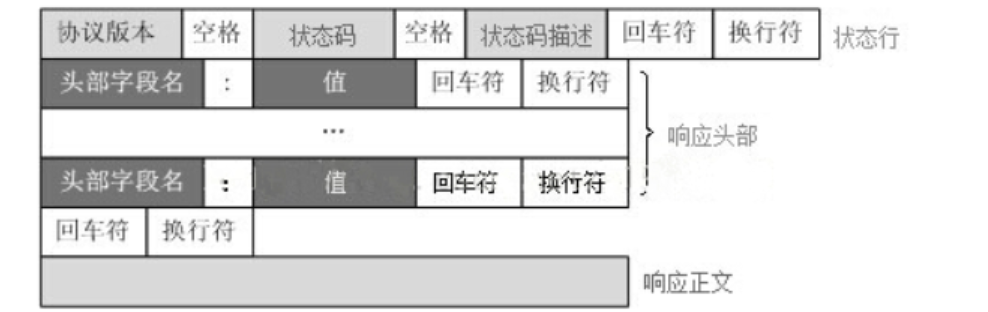 协议版本 空格 状态码 空格 状态码描述 回车符 换行符 状态行
头部字段名 : 值 回车符 换行符
... 响应头部
头部字段名 : 值 回车符 换行符
回车符 换行符
响应正文